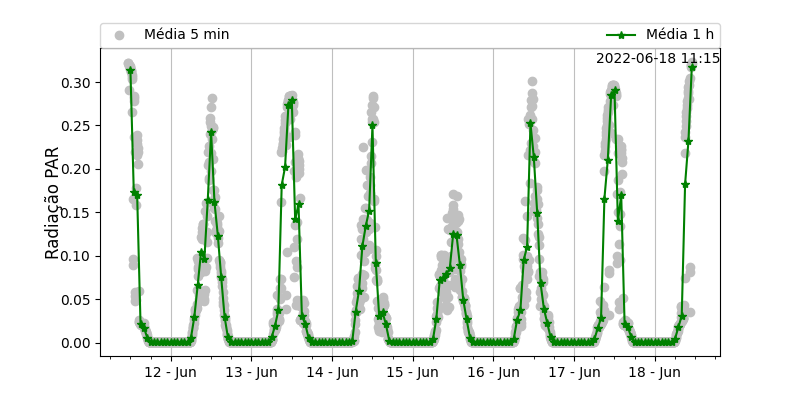 Média 5 min
Média 1 h
2022-06-18 11:15
Radiação PAR
0.30
0.25
0.20
0.15
0.10
0.05
0.00
12 - Jun
13 - Jun
14 - Jun
15 - Jun
16 - Jun
17 - Jun
18 - Jun